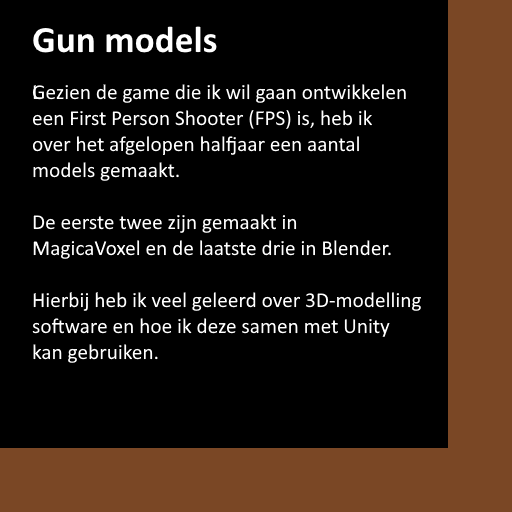 Gun models
Gezien de game die ik wil gaan ontwikkelen
een First Person Shooter (FPS) is, heb ik
over het afgelopen halfjaar een aantal
models gemaakt.
De eerste twee zijn gemaakt in
MagicaVoxel en de laatste drie in Blender.
Hierbij heb ik veel geleerd over 3D-modelling
software en hoe ik deze samen met Unity
kan gebruiken.